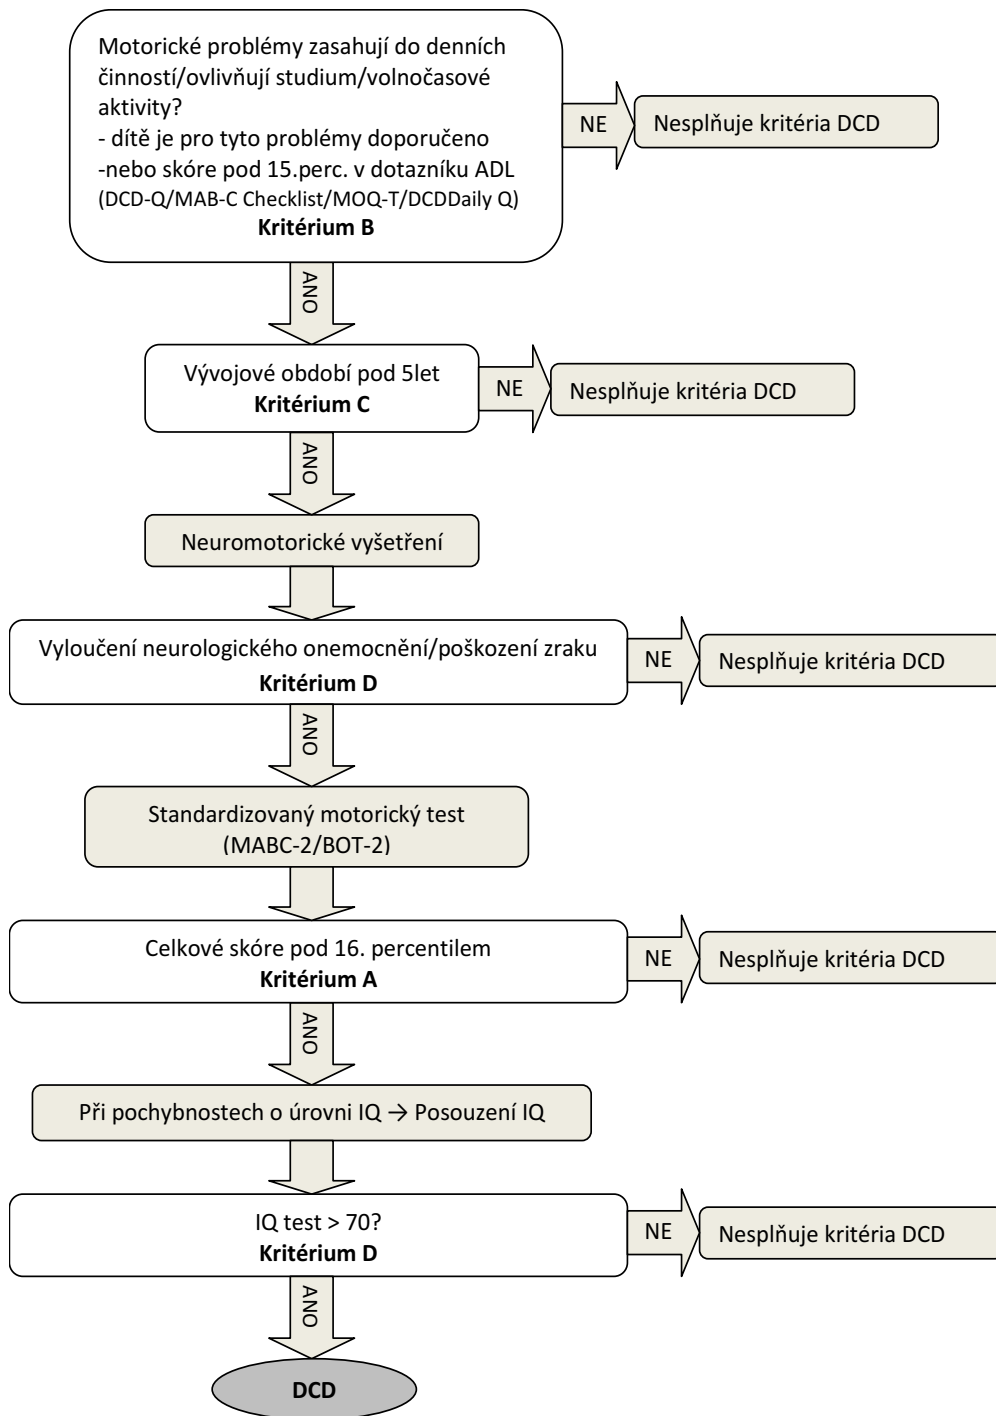 Motorické problémy zasahují do denních
činností/ovlivňují studium/volnočasové
aktivity?
- dítě je pro tyto problémy doporučeno
-nebo skóre pod 15.perc. v dotazníku ADL
(DCD-Q/MAB-C Checklist/MOQ-T/DCDDaily Q)
Kritérium B
NE
Nesplňuje kritéria DCD
ANO
Vývojové období pod 5let
Kritérium C
NE
Nesplňuje kritéria DCD
ANO
Neuromotorické vyšetření
Vyloučení neurologického onemocnění/poškození zraku
Kritérium D
NE
Nesplňuje kritéria DCD
ANO
Standardizovaný motorický test
(MABC-2/BOT-2)
Celkové skóre pod 16. percentilem
Kritérium A
NE
Nesplňuje kritéria DCD
ANO
Při pochybnostech o úrovni IQ → Posouzení IQ
IQ test > 70?
Kritérium D
NE
Nesplňuje kritéria DCD
ANO
DCD